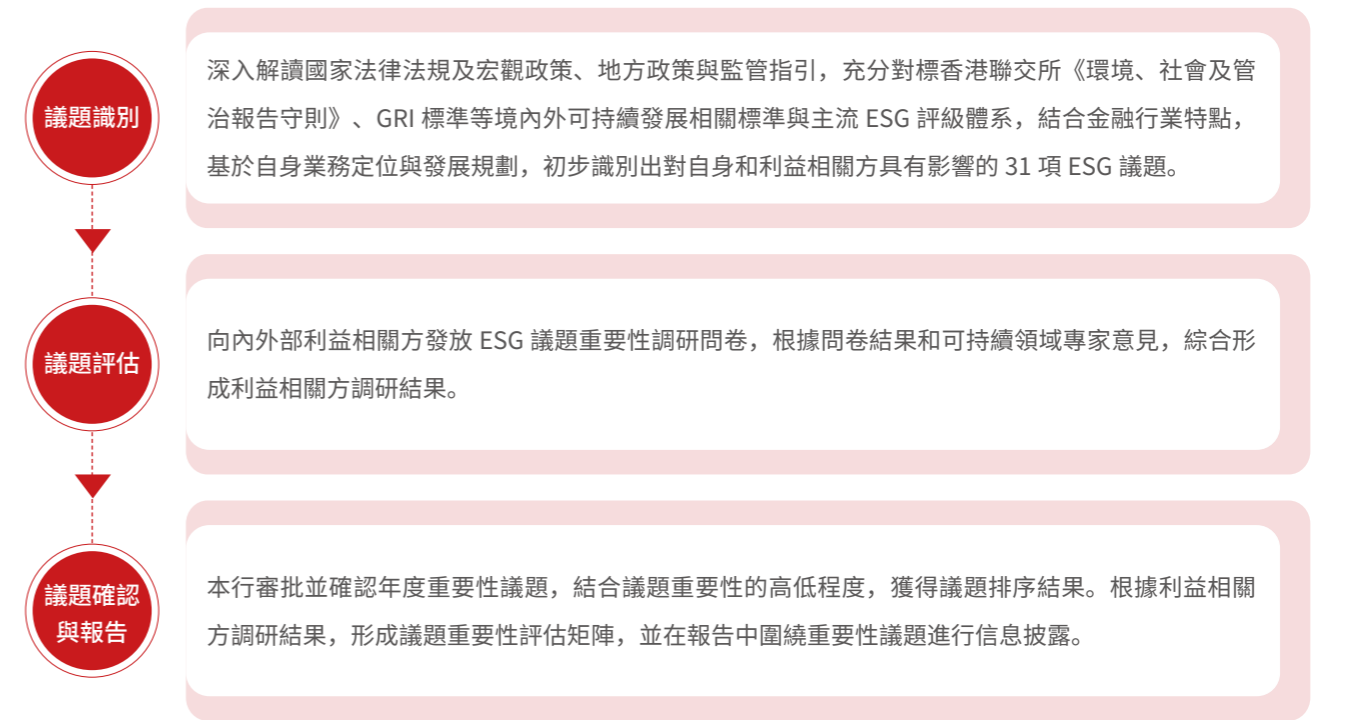 議題識別
深入解讀國家法律法規及宏觀政策、地方政策與監管指引，充分對標香港聯交所《環境、社會及管
治報告守則》、GRI 標準等境內外可持續發展相關標準與主流 ESG 評級體系，結合金融行業特點，
基於自身業務定位與發展規劃，初步識別出對自身和利益相關方具有影響的 31 項 ESG 議題。
議題評估
向內外部利益相關方發放 ESG 議題重要性調研問卷，根據問卷結果和可持續領域專家意見，綜合形
成利益相關方調研結果。
議題確認
與報告
本行審批並確認年度重要性議題，結合議題重要性的高低程度，獲得議題排序結果。根據利益相關
方調研結果，形成議題重要性評估矩陣，並在報告中圍繞重要性議題進行信息披露。